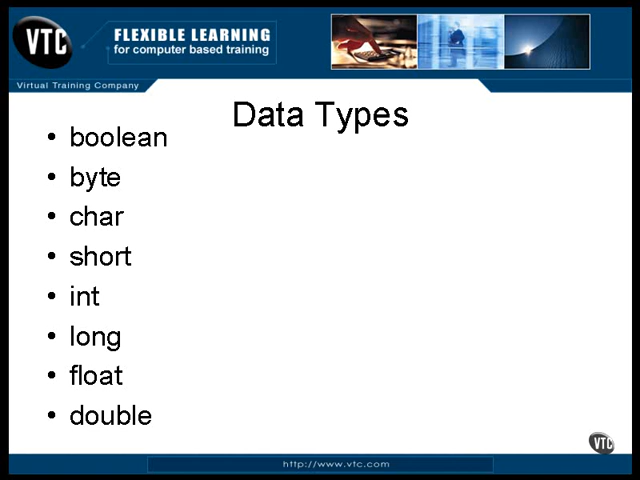 VTC
FLEXIBLE LEARNING
for computer based training
Virtual Training Company
Data Types
• boolean
• byte
• char
• short
• int
• long
• float
• double
VTC
http://www.vtc.com